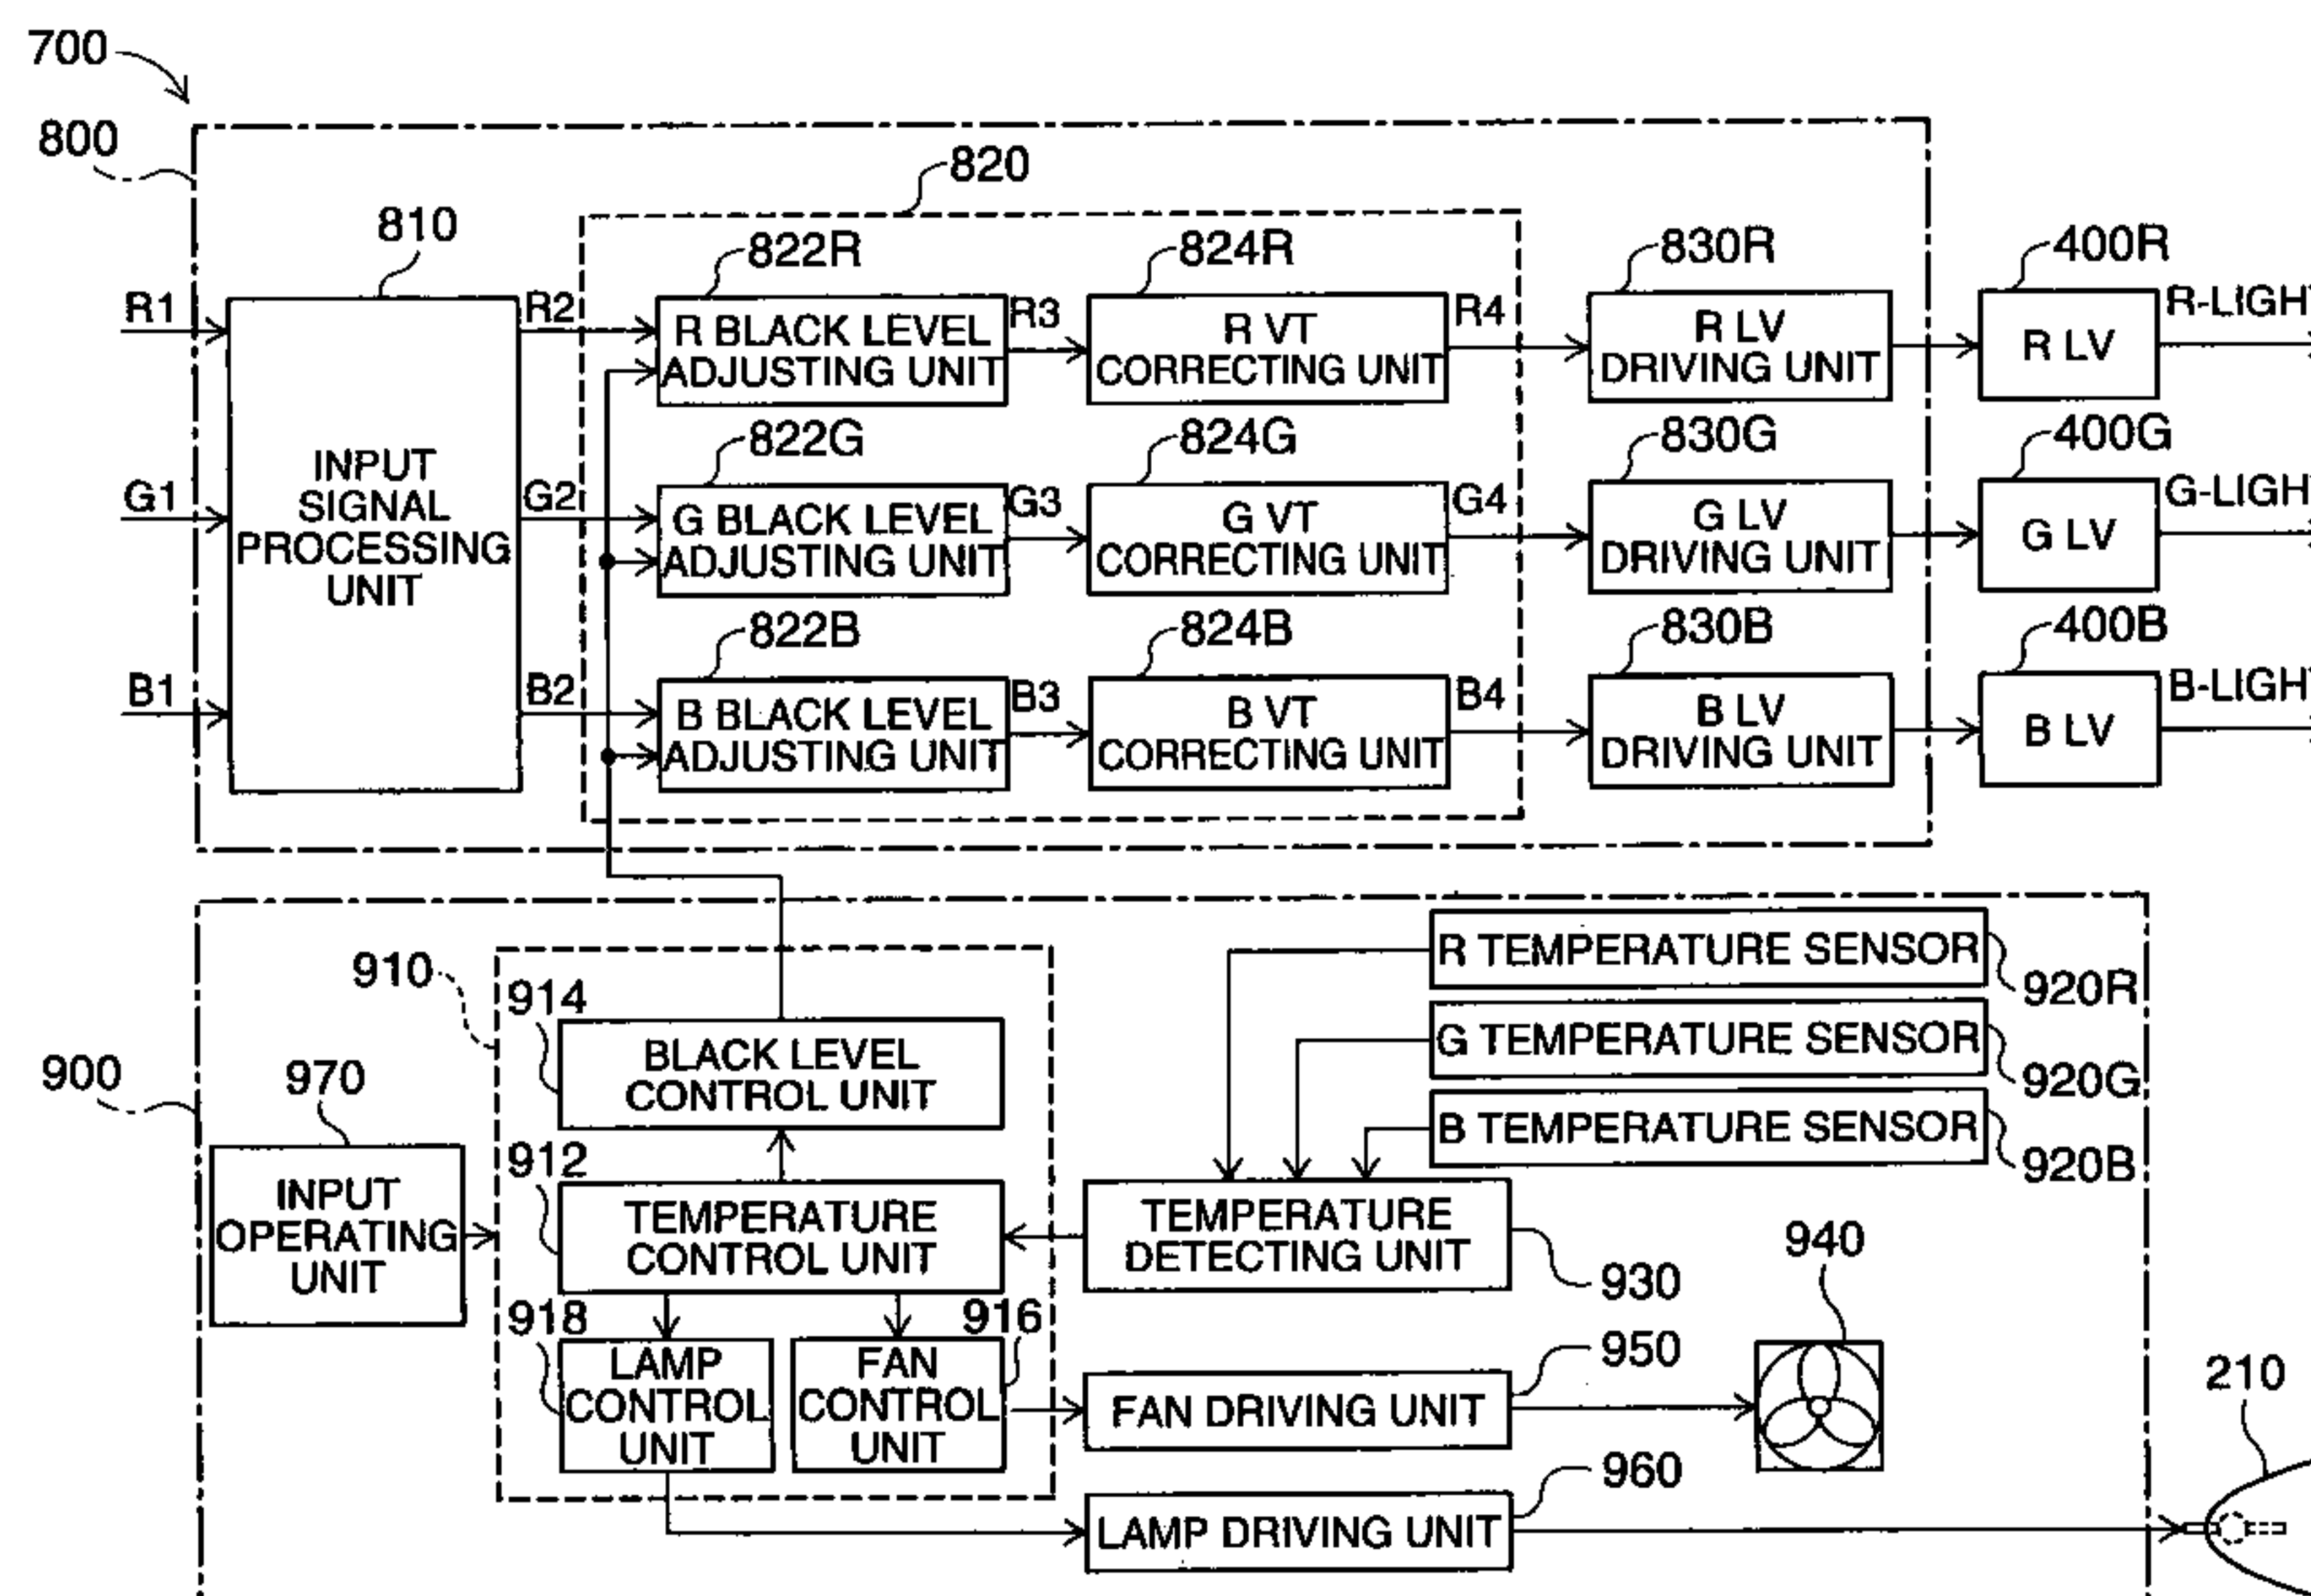 700
800
820
810
822R
824R
830R
400R
R1
R2
R BLACK LEVEL
ADJUSTING UNIT
R3
R VT
CORRECTING UNIT
R4
R LV
DRIVING UNIT
R LV
R-LIGHT
822G
824G
830G
400G
G1
INPUT
SIGNAL
PROCESSING
UNIT
G2
G BLACK LEVEL
ADJUSTING UNIT
G3
G VT
CORRECTING UNIT
G4
G LV
DRIVING UNIT
G LV
G-LIGHT
822B
824B
830B
400B
B1
B2
B BLACK LEVEL
ADJUSTING UNIT
B3
B VT
CORRECTING UNIT
B4
B LV
DRIVING UNIT
B LV
B-LIGHT
900
910
914
BLACK LEVEL
CONTROL UNIT
R TEMPERATURE SENSOR
920R
G TEMPERATURE SENSOR
920G
B TEMPERATURE SENSOR
920B
970
INPUT
OPERATING
UNIT
912
TEMPERATURE
CONTROL UNIT
TEMPERATURE
DETECTING UNIT
930
940
918
LAMP
CONTROL
UNIT
916
FAN
CONTROL
UNIT
950
FAN DRIVING UNIT
960
LAMP DRIVING UNIT
210